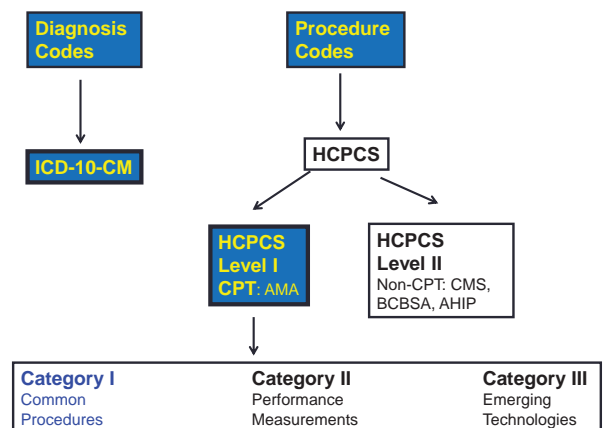 Diagnosis
Codes
Procedure
Codes
ICD-10-CM
HCPCS
HCPCS
Level I
CPT: AMA
HCPCS
Level II
Non-CPT: CMS,
BCBSA, AHIP
Category I
Common
Procedures
Category II
Performance
Measurements
Category III
Emerging
Technologies